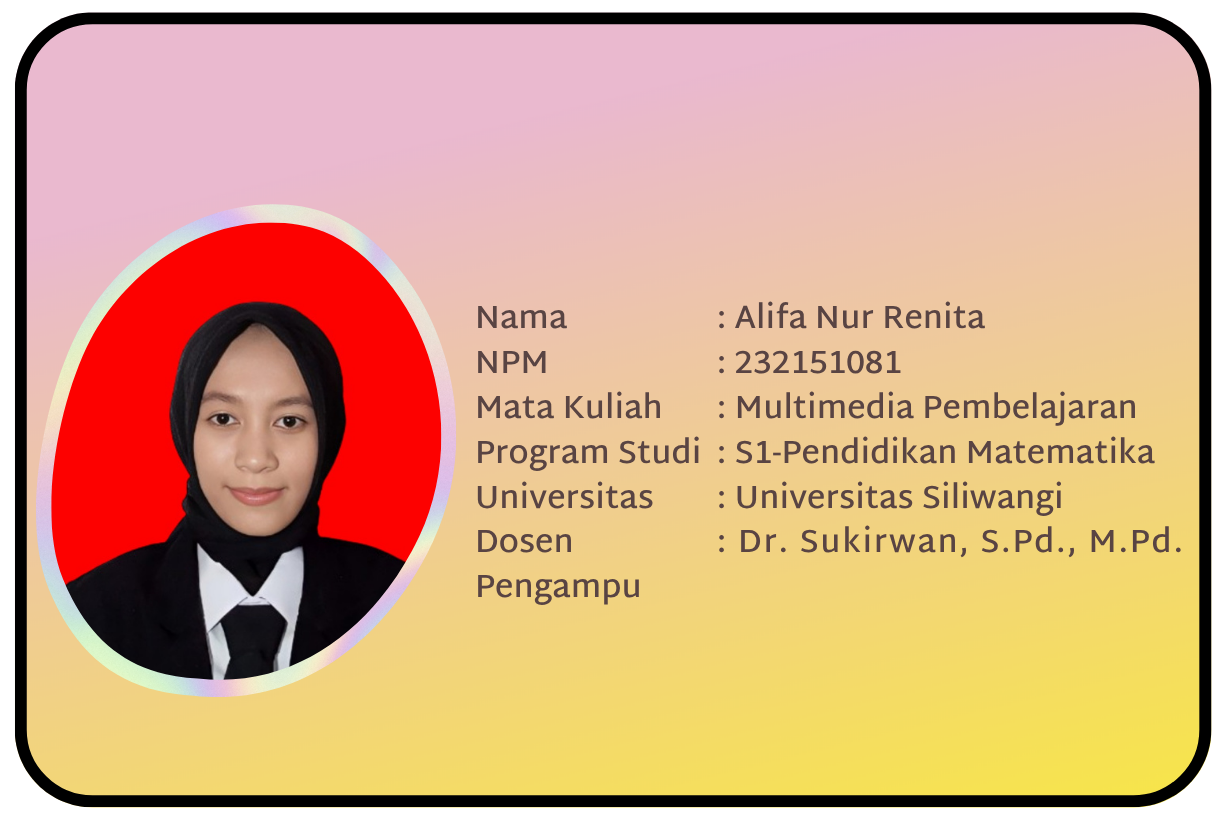 Nama : Alifa Nur Renita
NPM : 232151081
Mata Kuliah : Multimedia Pembelajaran
Program Studi : S1-Pendidikan Matematika
Universitas : Universitas Siliwangi
Dosen : Dr. Sukirwan, S.Pd., M.Pd.
Pengampu